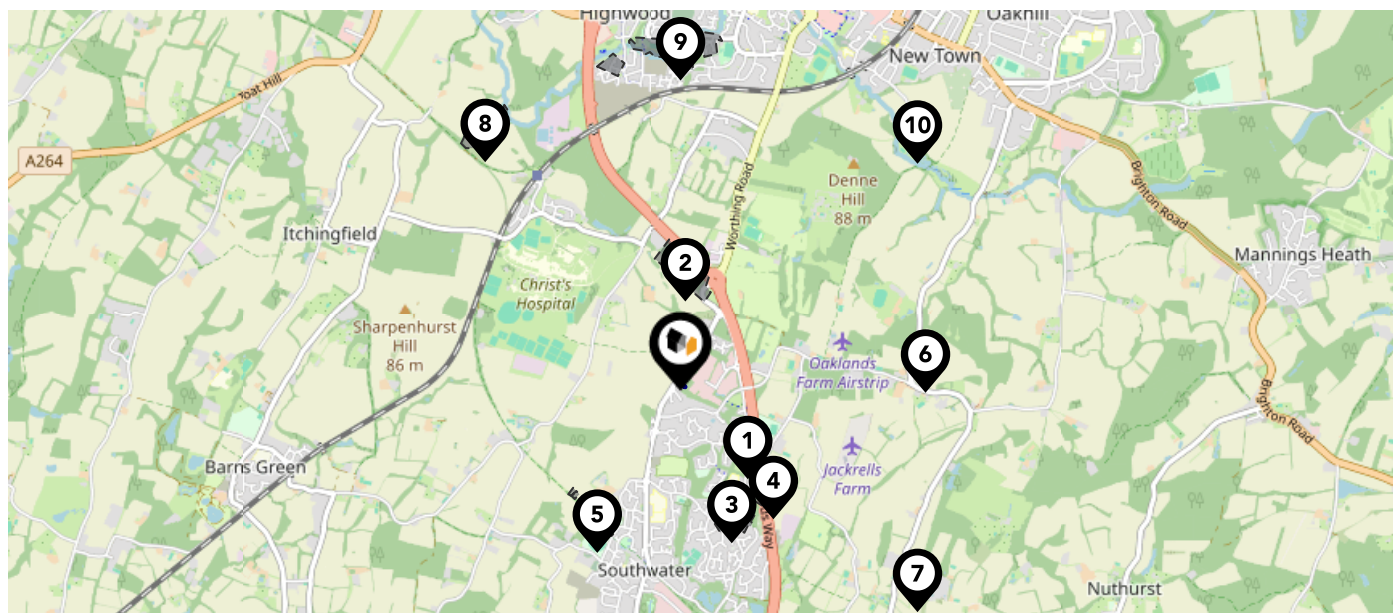 Highwood
Oakhill
9
New Town
Toat Hill
8
10
A264
Worthing Road
Denne
Hill
88 m
Brighton Road
Itchingfield
2
Mannings Heath
Christ's
Hospital
Sharpenhurst
Hill
86 m
6
Oaklands
Farm Airstrip
Brighton Road
1
Barns Green
4
Jackrells
Farm
3
5
s Way
Southwater
7
Nuthurst